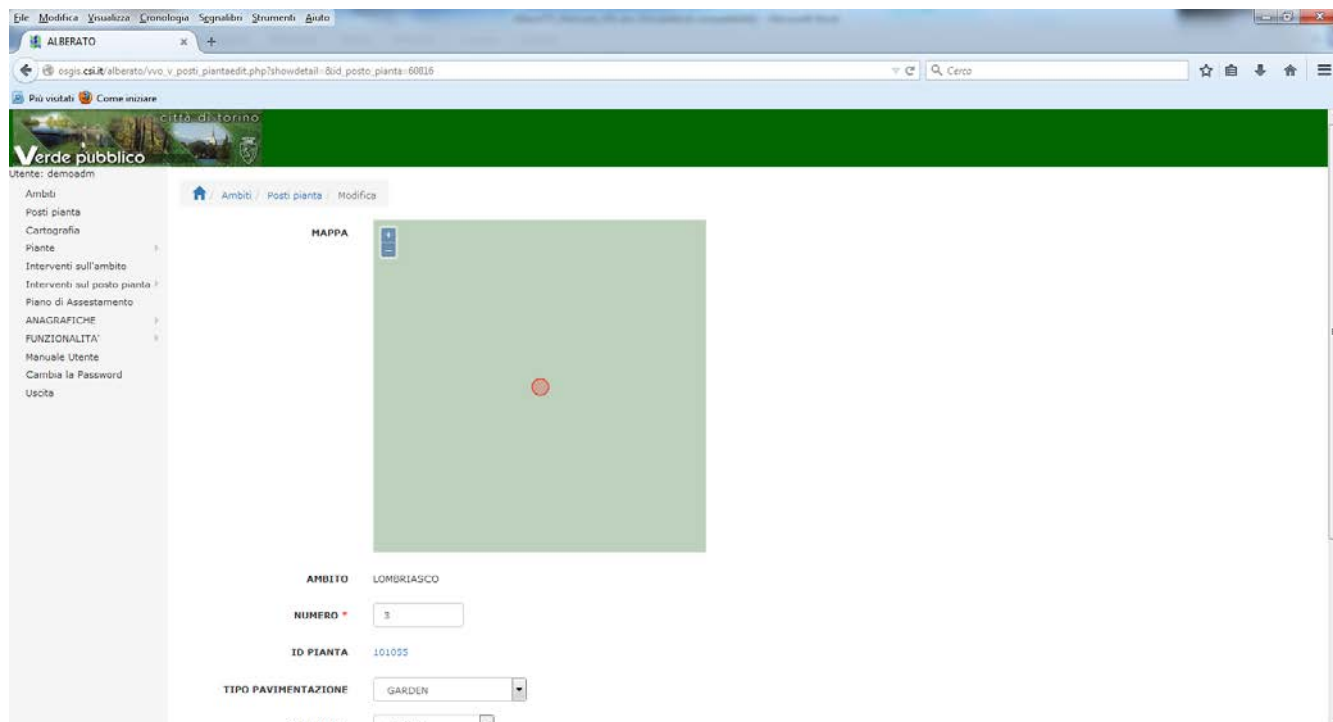 File Modifica Visualizza Cronologia Segnalibri Strumenti Aiuto
ALBERATO
osgis.csi.it/alberato/vvo_v_posti_piantaedit.php?showdetail=&id_posto_pianta=60816
Cerca
Più visitati Come iniziare
città di torino
Verde pubblico
Utente: demoadm
Ambiti
Posti pianta
Cartografia
Piante
Interventi sull'ambito
Interventi sul posto pianta
Piano di Assestamento
ANAGRAFICHE
FUNZIONALITA'
Manuale Utente
Cambia la Password
Uscita
/ Ambiti / Posti pianta / Modifica
MAPPA
+
−
AMBITO LOMBRIASCO
NUMERO * 3
ID PIANTA 101055
TIPO PAVIMENTAZIONE GARDEN